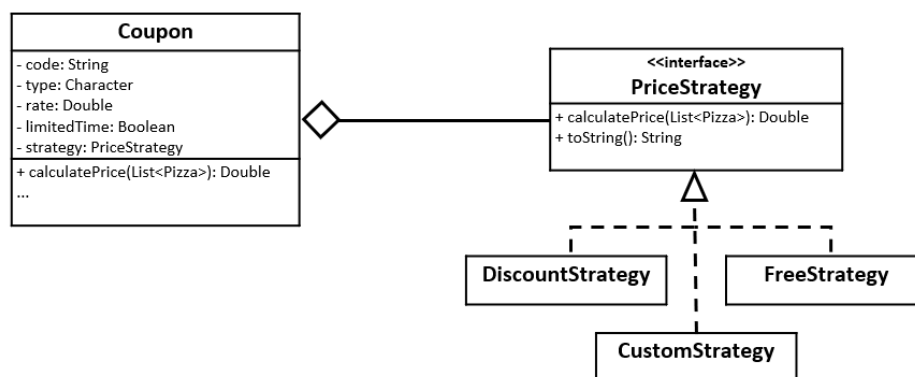 Coupon
- code: String
- type: Character
- rate: Double
- limitedTime: Boolean
- strategy: PriceStrategy
+ calculatePrice(List<Pizza>): Double
...
<<interface>>
PriceStrategy
+ calculatePrice(List<Pizza>): Double
+ toString(): String
DiscountStrategy
FreeStrategy
CustomStrategy